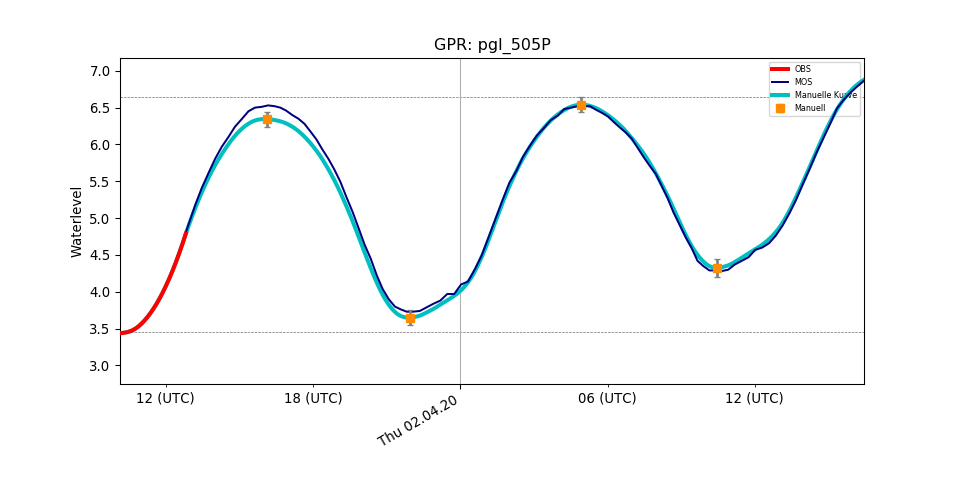 GPR: pgl_505P
7.0
6.5
6.0
5.5
5.0
4.5
4.0
3.5
3.0
Waterlevel
OBS
MOS
Manuelle Kurve
Manuell
12 (UTC)
18 (UTC)
Thu 02.04.20
06 (UTC)
12 (UTC)